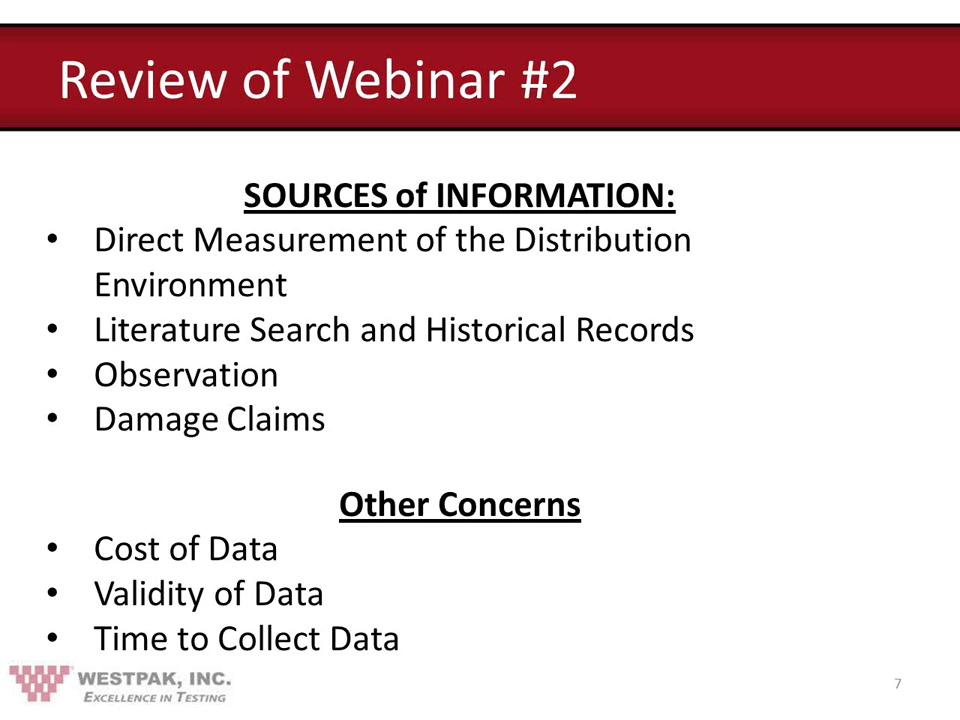 Review of Webinar #2
SOURCES of INFORMATION:
• Direct Measurement of the Distribution
Environment
• Literature Search and Historical Records
• Observation
• Damage Claims
Other Concerns
• Cost of Data
• Validity of Data
• Time to Collect Data
WESTPAK, INC.
EXCELLENCE IN TESTING
7